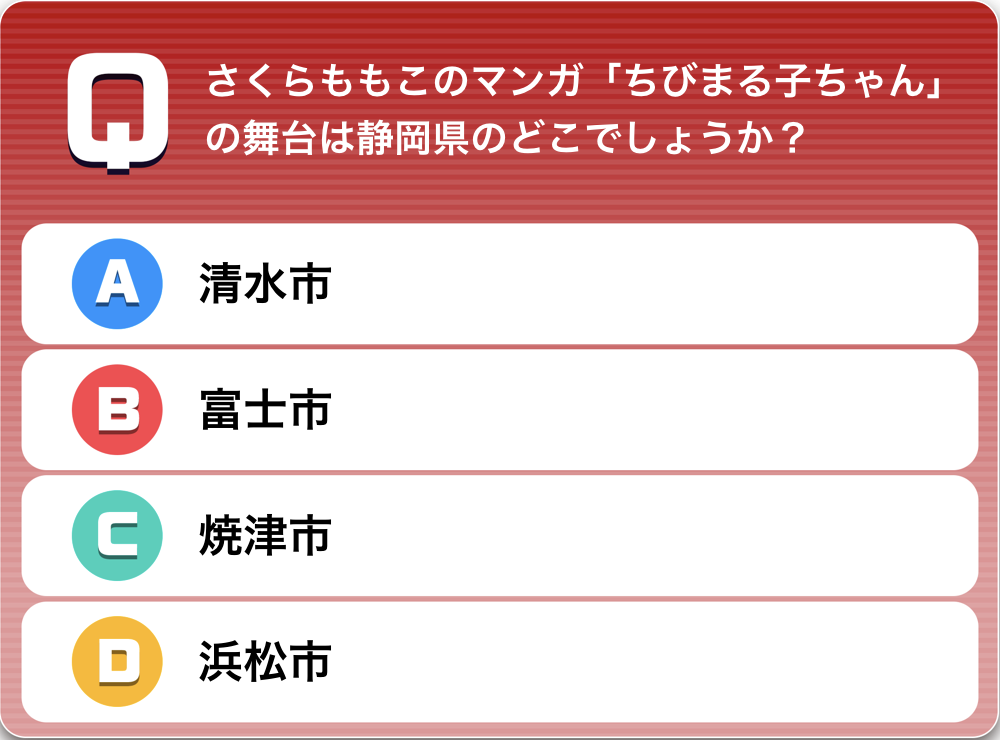 Q
さくらももこのマンガ「ちびまる子ちゃん」
の舞台は静岡県のどこでしょうか？
A 清水市
B 富士市
C 焼津市
D 浜松市